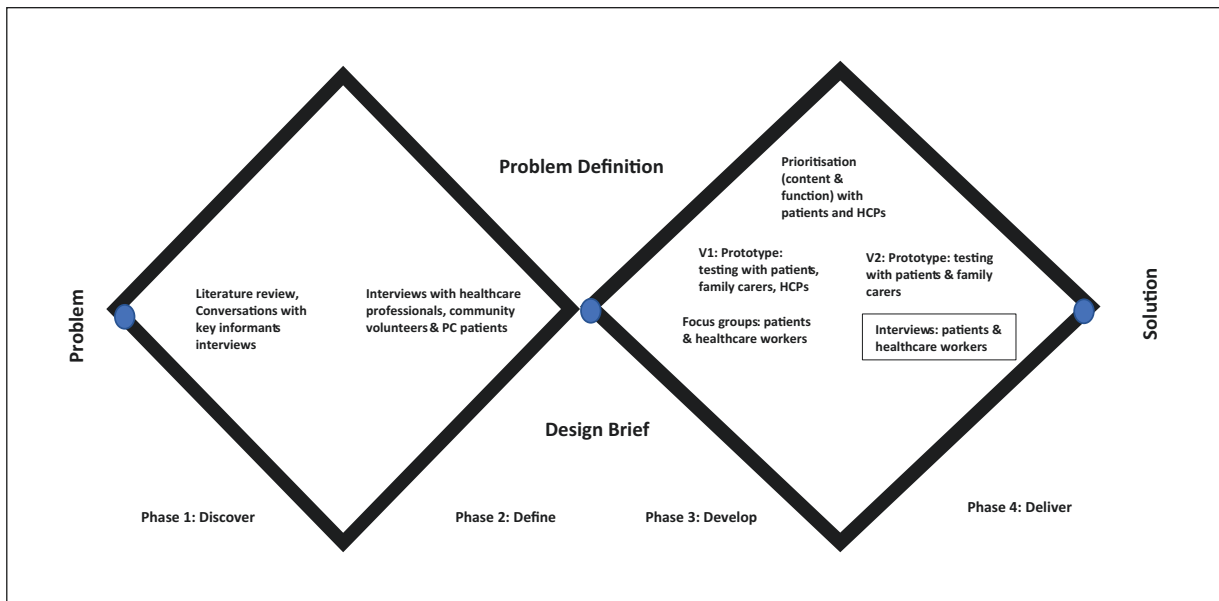 Problem
Literature review,
Conversations with
key informants
interviews
Interviews with healthcare
professionals, community
volunteers & PC patients
Problem Definition
Design Brief
Prioritisation
(content &
function) with
patients and HCPs
V1: Prototype:
testing with patients,
family carers, HCPs
V2: Prototype: testing
with patients & family
carers
Focus groups: patients
& healthcare workers
Interviews: patients &
healthcare workers
Solution
Phase 1: Discover
Phase 2: Define
Phase 3: Develop
Phase 4: Deliver